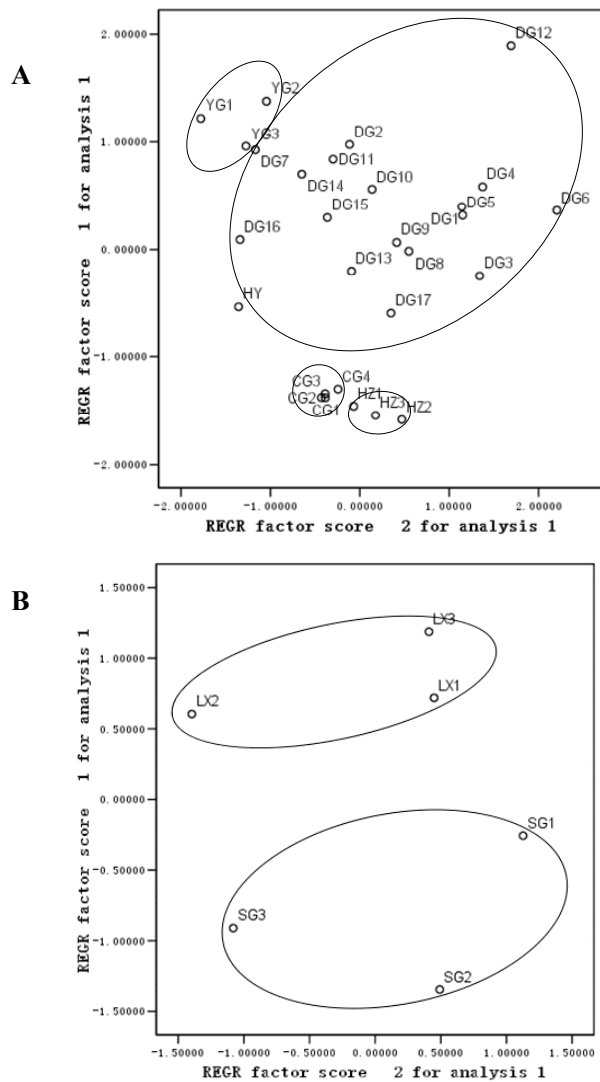 A
REGR factor score 1 for analysis 1
2.00000
1.00000
0.00000
-1.00000
-2.00000
DG12
YG2
YG1
YG3
DG2
DG7
DG11
DG14
DG10
DG4
DG15
DG5
DG6
DG1
DG16
DG9
DG13
DG8
DG3
HY
DG17
CG3
CG4
CG2
HZ1
CG1
HZ3
HZ2
-2.00000 -1.00000 0.00000 1.00000 2.00000
REGR factor score 2 for analysis 1
B
REGR factor score 1 for analysis 1
1.50000
1.00000
0.50000
0.00000
-0.50000
-1.00000
-1.50000
LX3
LX2
LX1
SG1
SG3
SG2
-1.50000 -1.00000 -0.50000 0.00000 0.50000 1.00000 1.50000
REGR factor score 2 for analysis 1